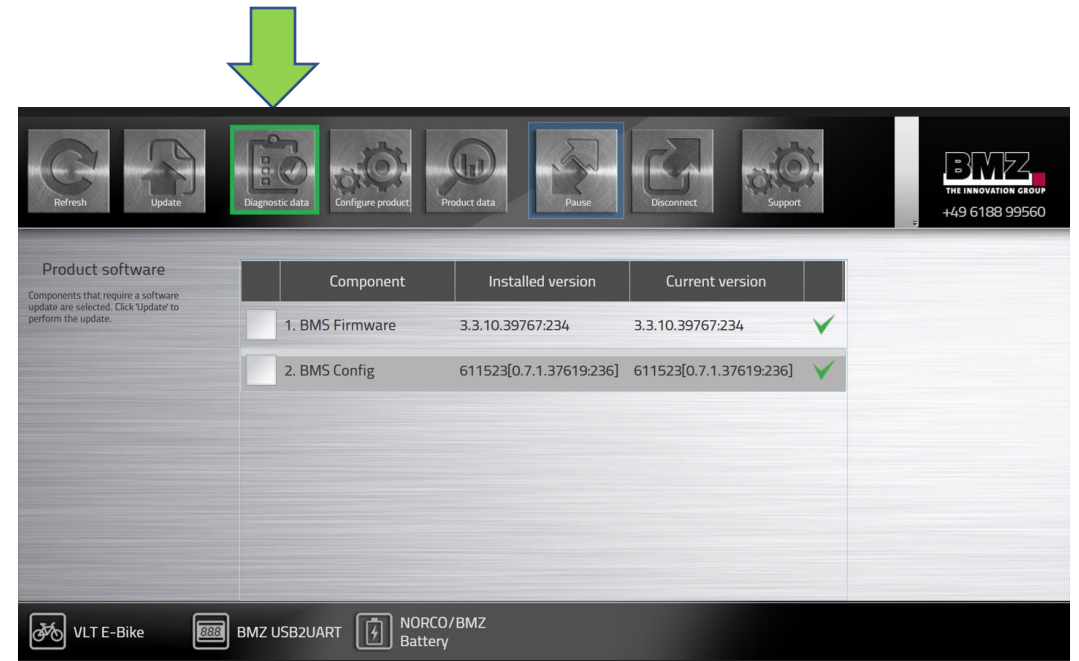 Refresh
Update
Diagnostic data
Configure product
Product data
Pause
Disconnect
Support
BMZ
THE INNOVATION GROUP
+49 6188 99560
Product software
Components that require a software
update are selected. Click 'Update' to
perform the update.
Component Installed version Current version
1. BMS Firmware 3.3.10.39767:234 3.3.10.39767:234
2. BMS Config 611523[0.7.1.37619:236] 611523[0.7.1.37619:236]
VLT E-Bike
888
BMZ USB2UART
NORCO/BMZ
Battery